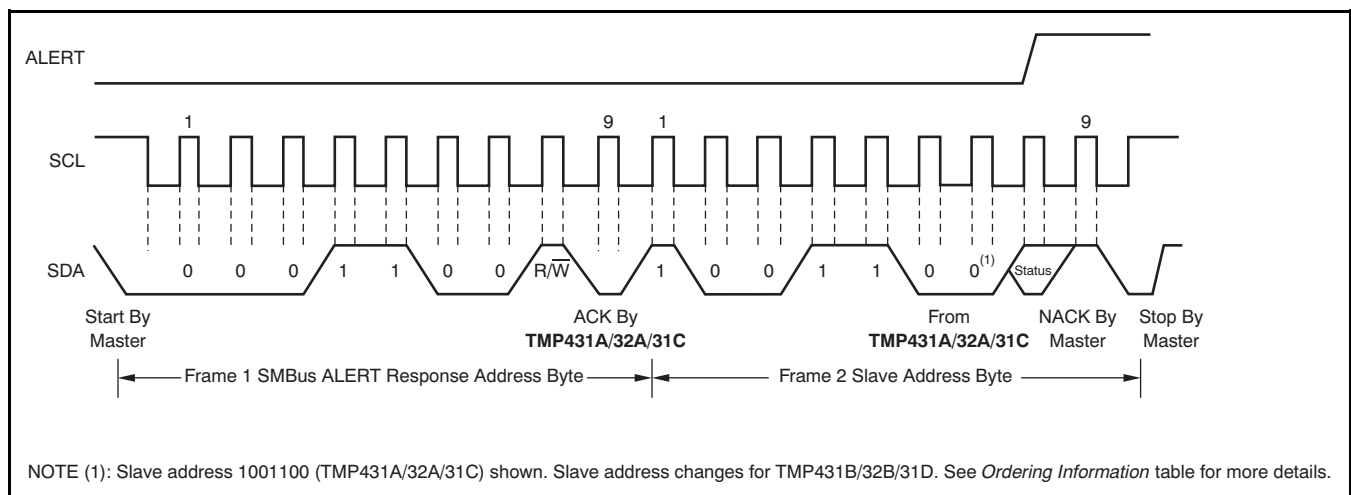 ALERT
1 9 1 9
SCL
SDA
0 0 0 1 1 0 0 R/W̅ 1 0 0 1 1 0 0(1) Status
Start By
Master
ACK By
TMP431A/32A/31C
From
TMP431A/32A/31C
NACK By
Master
Stop By
Master
Frame 1 SMBus ALERT Response Address Byte
Frame 2 Slave Address Byte
NOTE (1): Slave address 1001100 (TMP431A/32A/31C) shown. Slave address changes for TMP431B/32B/31D. See Ordering Information table for more details.